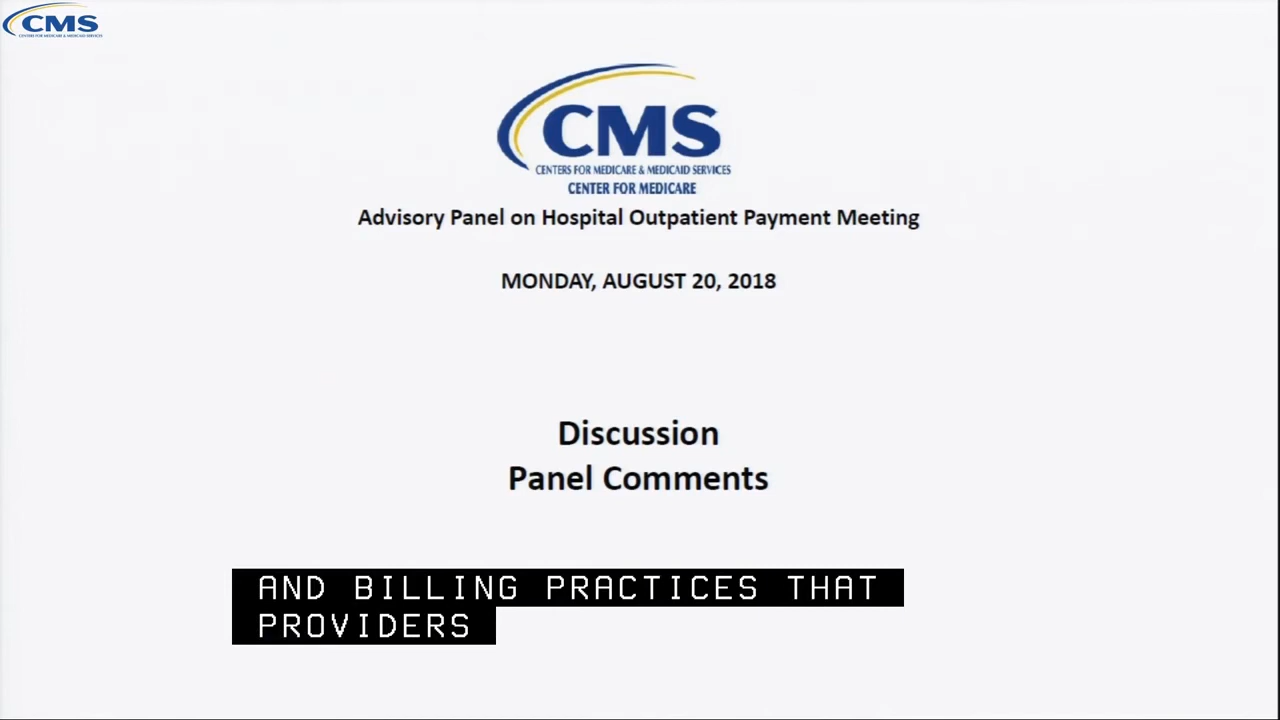 CMS
CENTERS FOR MEDICARE & MEDICAID SERVICES
CMS
CENTERS FOR MEDICARE & MEDICAID SERVICES
CENTER FOR MEDICARE
Advisory Panel on Hospital Outpatient Payment Meeting
MONDAY, AUGUST 20, 2018
Discussion
Panel Comments
AND BILLING PRACTICES THAT
PROVIDERS